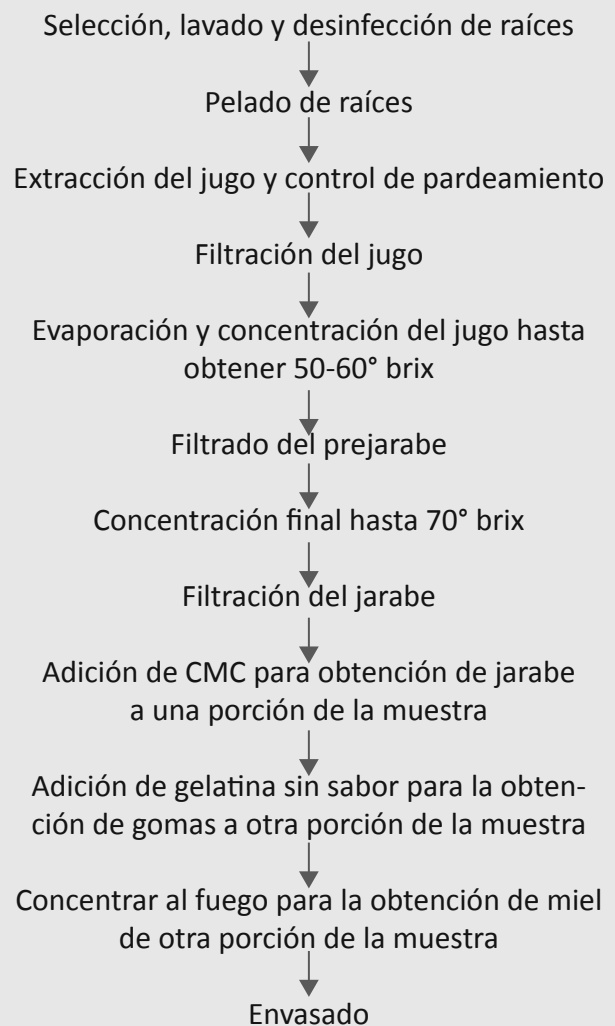 Selección, lavado y desinfección de raíces
Pelado de raíces
Extracción del jugo y control de pardeamiento
Filtración del jugo
Evaporación y concentración del jugo hasta
obtener 50-60° brix
Filtrado del prejarabe
Concentración final hasta 70° brix
Filtración del jarabe
Adición de CMC para obtención de jarabe
a una porción de la muestra
Adición de gelatina sin sabor para la obten-
ción de gomas a otra porción de la muestra
Concentrar al fuego para la obtención de miel
de otra porción de la muestra
Envasado